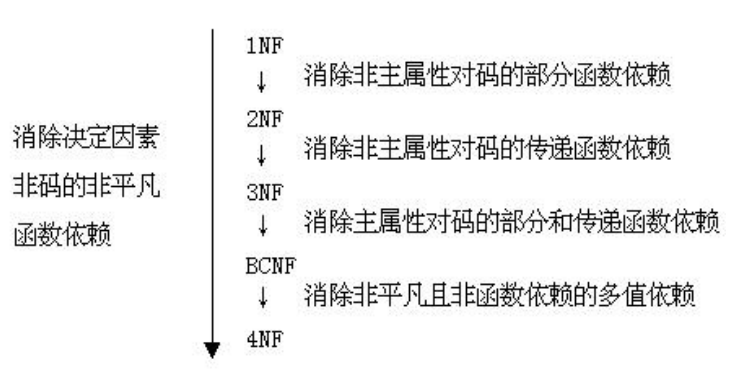 消除决定因素
非码的非平凡
函数依赖
1NF
↓ 消除非主属性对码的部分函数依赖
2NF
↓ 消除非主属性对码的传递函数依赖
3NF
↓ 消除主属性对码的部分和传递函数依赖
BCNF
↓ 消除非平凡且非函数依赖的多值依赖
4NF